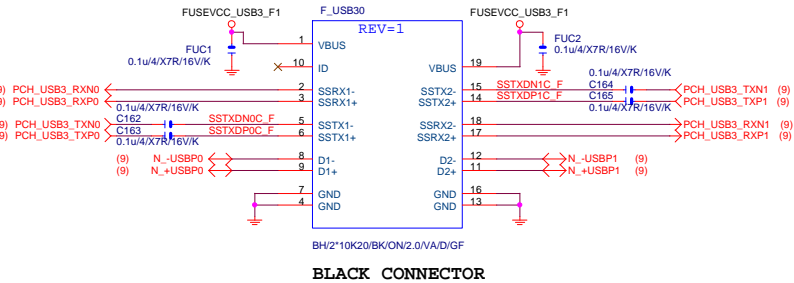 FUSEVCC_USB3_F1 F_USB30 FUSEVCC_USB3_F1
REV=1
FUC1 1 VBUS FUC2
0.1u/4/X7R/16V/K 0.1u/4/X7R/16V/K
10 ID VBUS 19
0.1u/4/X7R/16V/K
9) PCH_USB3_RXN0 2 SSRX1- SSTX2- 15 SSTXDN1C_F C164 PCH_USB3_TXN1 (9)
9) PCH_USB3_RXP0 3 SSRX1+ SSTX2+ 14 SSTXDP1C_F C165 PCH_USB3_TXP1 (9)
0.1u/4/X7R/16V/K 0.1u/4/X7R/16V/K
9) PCH_USB3_TXN0 C162 SSTXDN0C_F 5 SSTX1- SSRX2- 18 PCH_USB3_RXN1 (9)
9) PCH_USB3_TXP0 C163 SSTXDP0C_F 6 SSTX1+ SSRX2+ 17 PCH_USB3_RXP1 (9)
0.1u/4/X7R/16V/K
(9) N_-USBP0 8 D1- D2- 12 N_-USBP1 (9)
(9) N_+USBP0 9 D1+ D2+ 11 N_+USBP1 (9)
7 GND GND 16
4 GND GND 13
BH/2*10K20/BK/ON/2.0/VA/D/GF
BLACK CONNECTOR